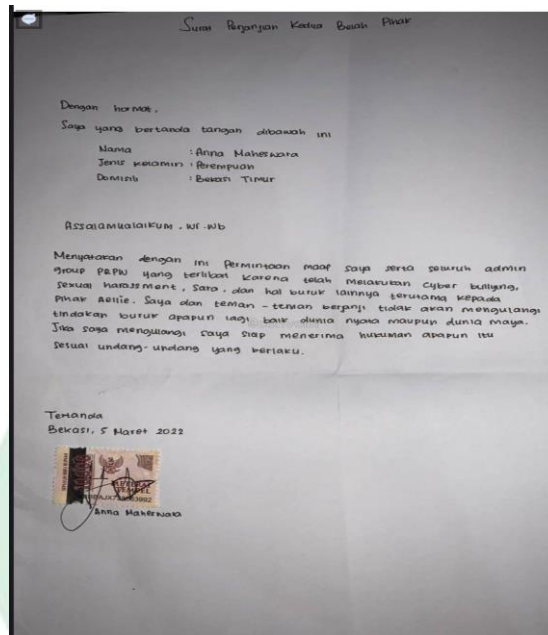 Surat Perjanjian Kedua Belah Pihak
Dengan hormat.
Saya yang bertanda tangan dibawah ini
Nama : Anna Maheswara
Jenis kelamin : Perempuan
Domisili : Bekasi Timur
Assalamualaikum . Wr . Wb
Menyatakan dengan ini Permintaan maaf saya serta seluruh admin
group P&PW yang terlibat karena telah melakukan Cyber bullying,
sexual harassment, Sara, dan hal buruk lainnya terutama kepada
Pihak Aellie. Saya dan teman - teman berjanji tidak akan mengulangi
tindakan buruk apapun lagi, baik dunia nyata maupun dunia maya.
Jika saya mengulangi saya siap menerima hukuman apapun itu
sesuai undang-undang yang berlaku.
Tertanda
Bekasi, 5 Maret 2022
METERAI
TEMPEL
Anna Maheswara